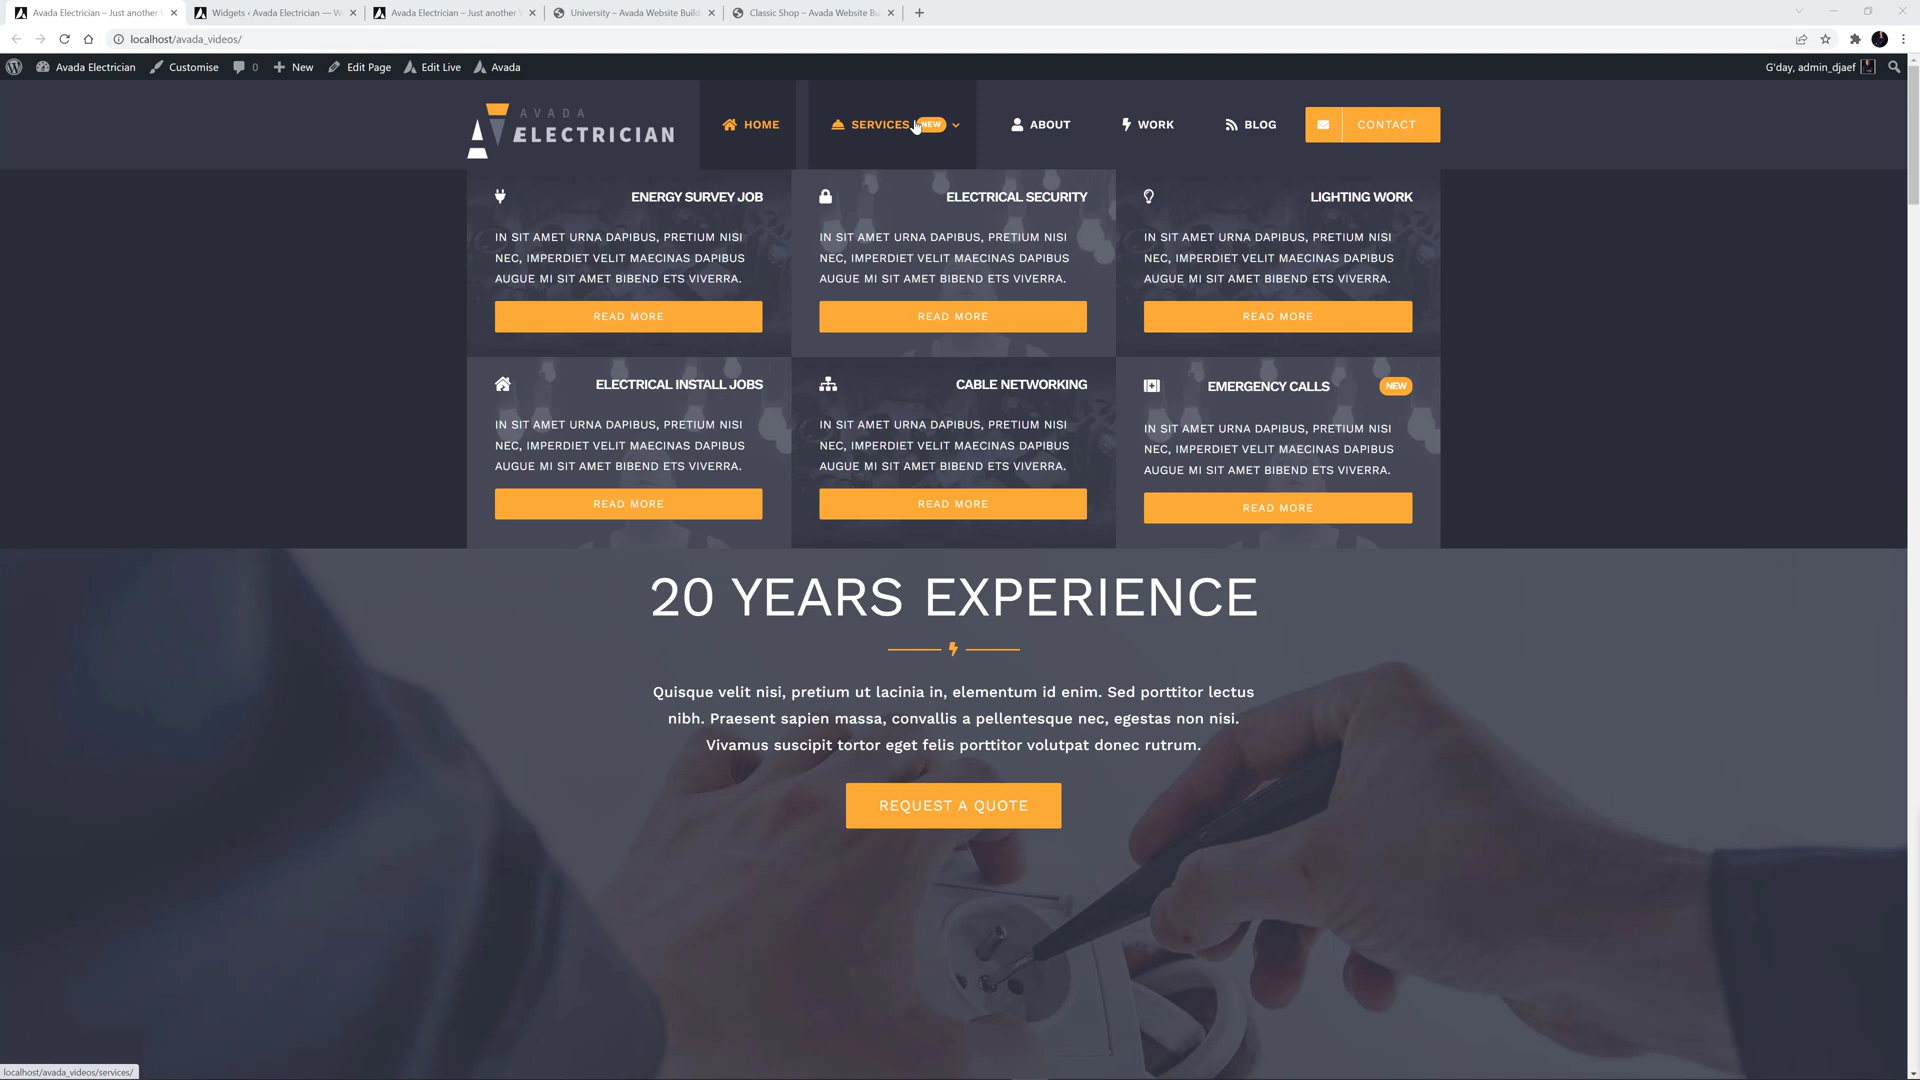 Avada Electrician – Just another
Widgets ‹ Avada Electrician — W
Avada Electrician – Just another
University – Avada Website Build
Classic Shop – Avada Website Bu
localhost/avada_videos/
Avada Electrician
Customise
0
New
Edit Page
Edit Live
Avada
G'day, admin_djaef
AVADA
ELECTRICIAN
HOME
SERVICES NEW
ABOUT
WORK
BLOG
CONTACT
ENERGY SURVEY JOB
IN SIT AMET URNA DAPIBUS, PRETIUM NISI
NEC, IMPERDIET VELIT MAECINAS DAPIBUS
AUGUE MI SIT AMET BIBEND ETS VIVERRA.
READ MORE
ELECTRICAL SECURITY
IN SIT AMET URNA DAPIBUS, PRETIUM NISI
NEC, IMPERDIET VELIT MAECINAS DAPIBUS
AUGUE MI SIT AMET BIBEND ETS VIVERRA.
READ MORE
LIGHTING WORK
IN SIT AMET URNA DAPIBUS, PRETIUM NISI
NEC, IMPERDIET VELIT MAECINAS DAPIBUS
AUGUE MI SIT AMET BIBEND ETS VIVERRA.
READ MORE
ELECTRICAL INSTALL JOBS
IN SIT AMET URNA DAPIBUS, PRETIUM NISI
NEC, IMPERDIET VELIT MAECINAS DAPIBUS
AUGUE MI SIT AMET BIBEND ETS VIVERRA.
READ MORE
CABLE NETWORKING
IN SIT AMET URNA DAPIBUS, PRETIUM NISI
NEC, IMPERDIET VELIT MAECINAS DAPIBUS
AUGUE MI SIT AMET BIBEND ETS VIVERRA.
READ MORE
EMERGENCY CALLS NEW
IN SIT AMET URNA DAPIBUS, PRETIUM NISI
NEC, IMPERDIET VELIT MAECINAS DAPIBUS
AUGUE MI SIT AMET BIBEND ETS VIVERRA.
READ MORE
20 YEARS EXPERIENCE
Quisque velit nisi, pretium ut lacinia in, elementum id enim. Sed porttitor lectus
nibh. Praesent sapien massa, convallis a pellentesque nec, egestas non nisi.
Vivamus suscipit tortor eget felis porttitor volutpat donec rutrum.
REQUEST A QUOTE
localhost/avada_videos/services/